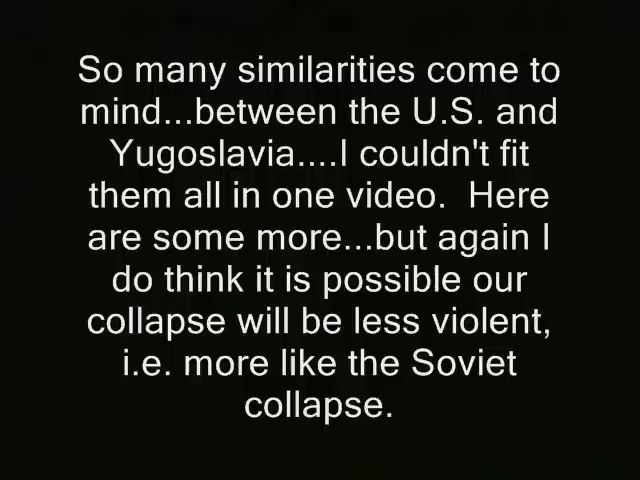 So many similarities come to
mind...between the U.S. and
Yugoslavia....I couldn't fit
them all in one video.  Here
are some more...but again I
do think it is possible our
collapse will be less violent,
i.e. more like the Soviet
collapse.